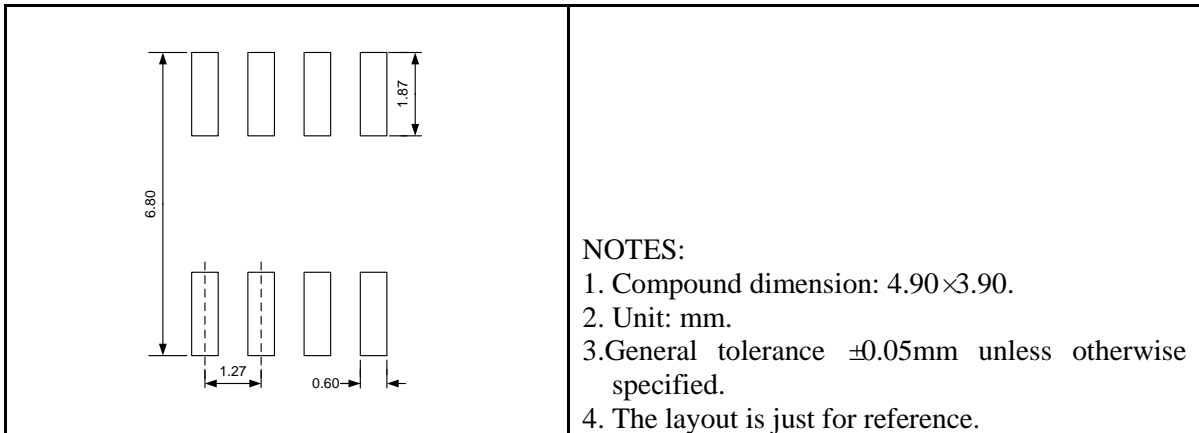 1.87
6.80
1.27
0.60
NOTES:
1. Compound dimension: 4.90×3.90.
2. Unit: mm.
3.General tolerance ±0.05mm unless otherwise
specified.
4. The layout is just for reference.